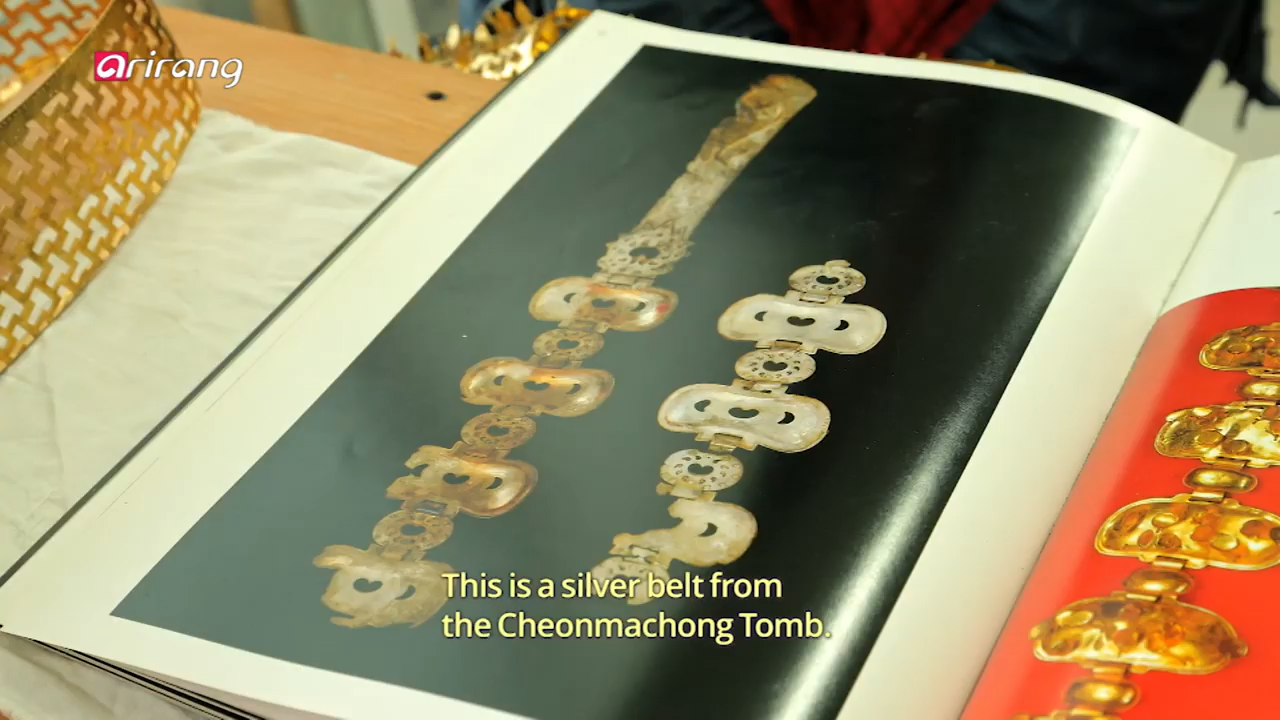 arirang
This is a silver belt from
the Cheonmachong Tomb.